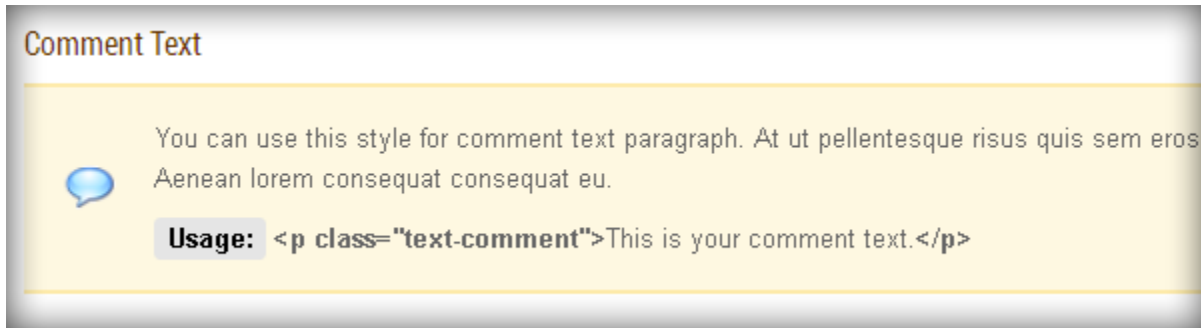 Comment Text
You can use this style for comment text paragraph. At ut pellentesque risus quis sem eros
Aenean lorem consequat consequat eu.
Usage: <p class="text-comment">This is your comment text.</p>